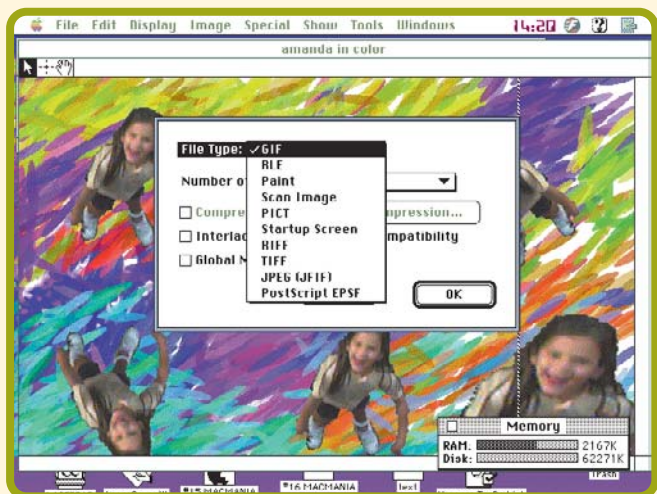 File Edit Display Image Special Show Tools Windows 14:20
amanda in color
File Type: ✓GIF
RLE
Number o Paint
Scan Image
Compre PICT mpression...
Startup Screen
Interlac RIFF mpatibility
Global M TIFF
JPEG (JFIF)
PostScript EPSF
OK
Memory
RAM: 2167K
Disk: 62271K
#15 MACMANIA
#16 MACMANIA
text
Trash